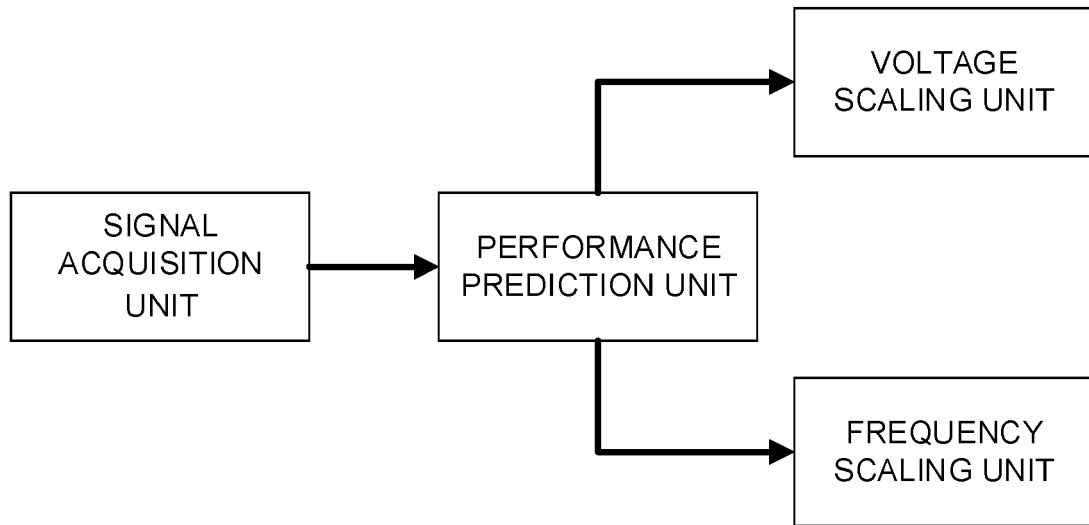 SIGNAL
ACQUISITION
UNIT
PERFORMANCE
PREDICTION UNIT
VOLTAGE
SCALING UNIT
FREQUENCY
SCALING UNIT